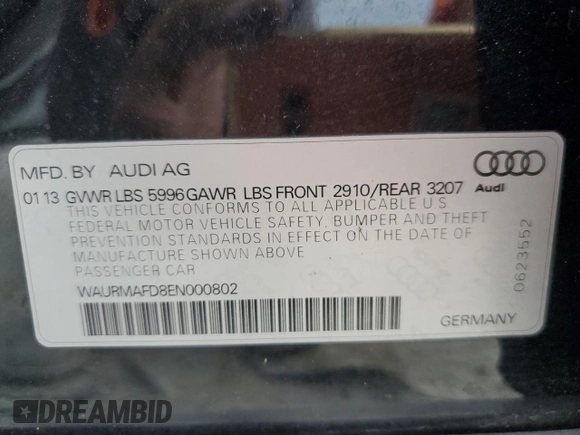 MFD. BY AUDI AG
01 13 GVWR LBS 5996 GAWR LBS FRONT 2910/REAR 3207
Audi
THIS VEHICLE CONFORMS TO ALL APPLICABLE U S
FEDERAL MOTOR VEHICLE SAFETY, BUMPER AND THEFT
PREVENTION STANDARDS IN EFFECT ON THE DATE OF
MANUFACTURE SHOWN ABOVE
PASSENGER CAR
WAURMAFD8EN000802
GERMANY
0623552
DREAMBID